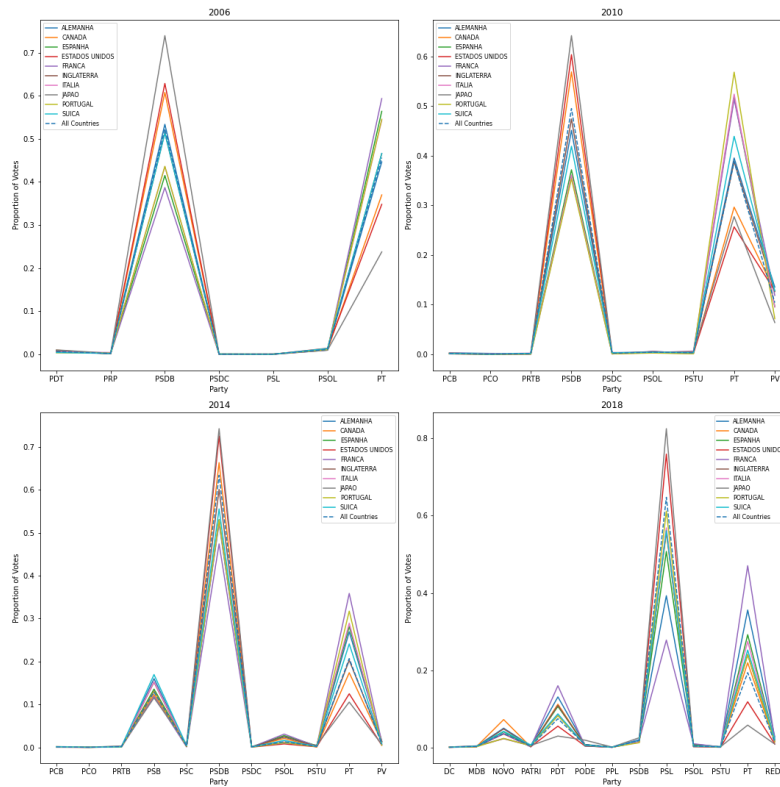 2006
0.7
0.6
0.5
0.4
0.3
0.2
0.1
0.0
Proportion of Votes
ALEMANHA
CANADA
ESPANHA
ESTADOS UNIDOS
FRANCA
INGLATERRA
ITALIA
JAPAO
PORTUGAL
SUICA
All Countries
PDT PRP PSDB PSDC PSL PSOL PT
Party
2010
0.6
0.5
0.4
0.3
0.2
0.1
0.0
Proportion of Votes
ALEMANHA
CANADA
ESPANHA
ESTADOS UNIDOS
FRANCA
INGLATERRA
ITALIA
JAPAO
PORTUGAL
SUICA
All Countries
PCB PCO PRTB PSDB PSDC PSOL PSTU PT PV
Party
2014
0.7
0.6
0.5
0.4
0.3
0.2
0.1
0.0
Proportion of Votes
ALEMANHA
CANADA
ESPANHA
ESTADOS UNIDOS
FRANCA
INGLATERRA
ITALIA
JAPAO
PORTUGAL
SUICA
All Countries
PCB PCO PRTB PSB PSC PSDB PSDC PSOL PSTU PT PV
Party
2018
0.8
0.6
0.4
0.2
0.0
Proportion of Votes
ALEMANHA
CANADA
ESPANHA
ESTADOS UNIDOS
FRANCA
INGLATERRA
ITALIA
JAPAO
PORTUGAL
SUICA
All Countries
DC MDB NOVO PATRI PDT PODE PPL PSDB PSL PSOL PSTU PT REDE
Party